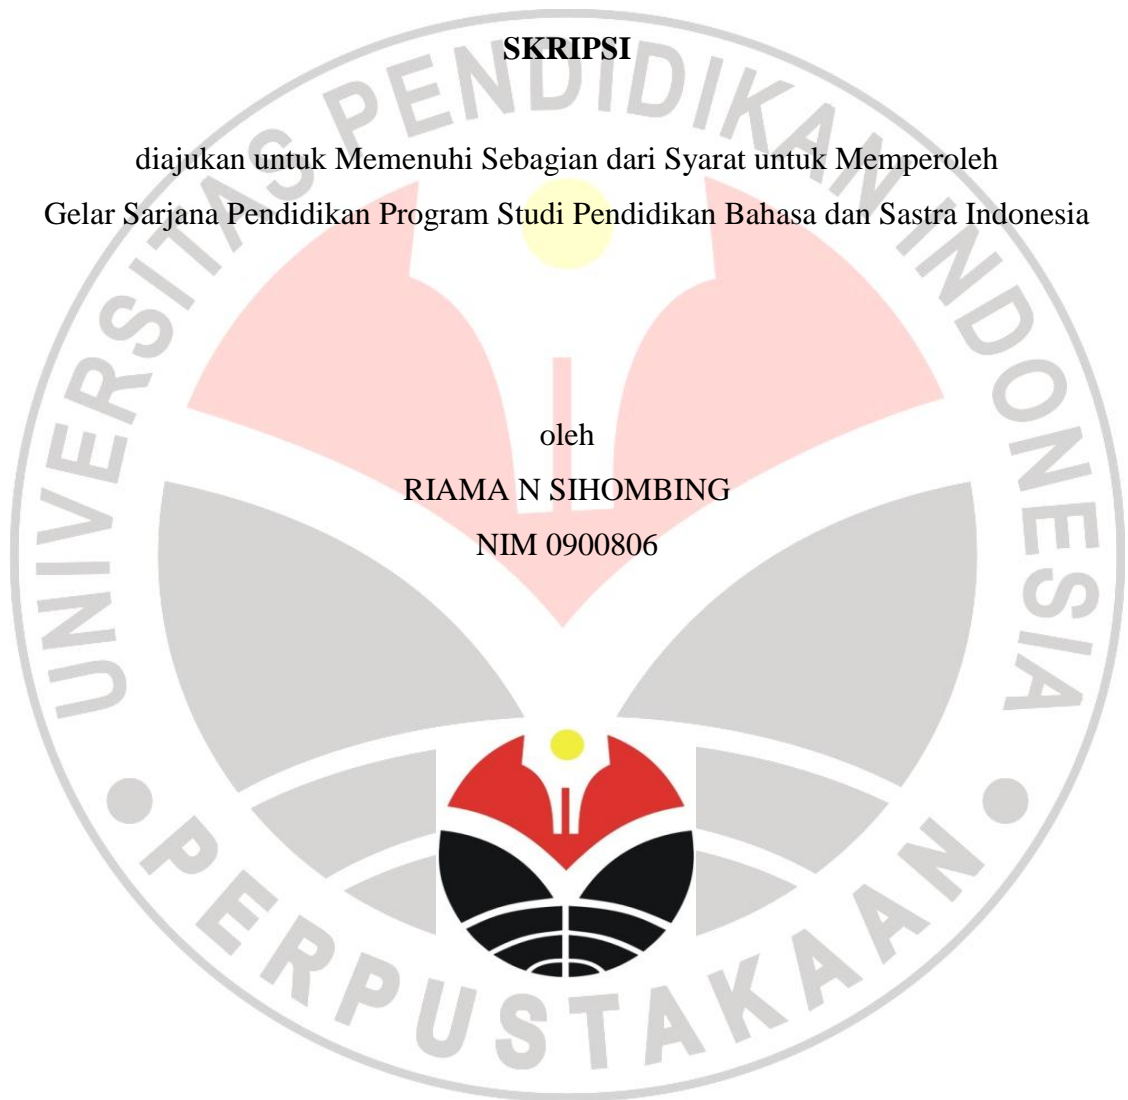 SKRIPSI
diajukan untuk Memenuhi Sebagian dari Syarat untuk Memperoleh
Gelar Sarjana Pendidikan Program Studi Pendidikan Bahasa dan Sastra Indonesia
oleh
RIAMA N SIHOMBING
NIM 0900806
UNIVERSITAS PENDIDIKAN INDONESIA
PERPUSTAKAAN